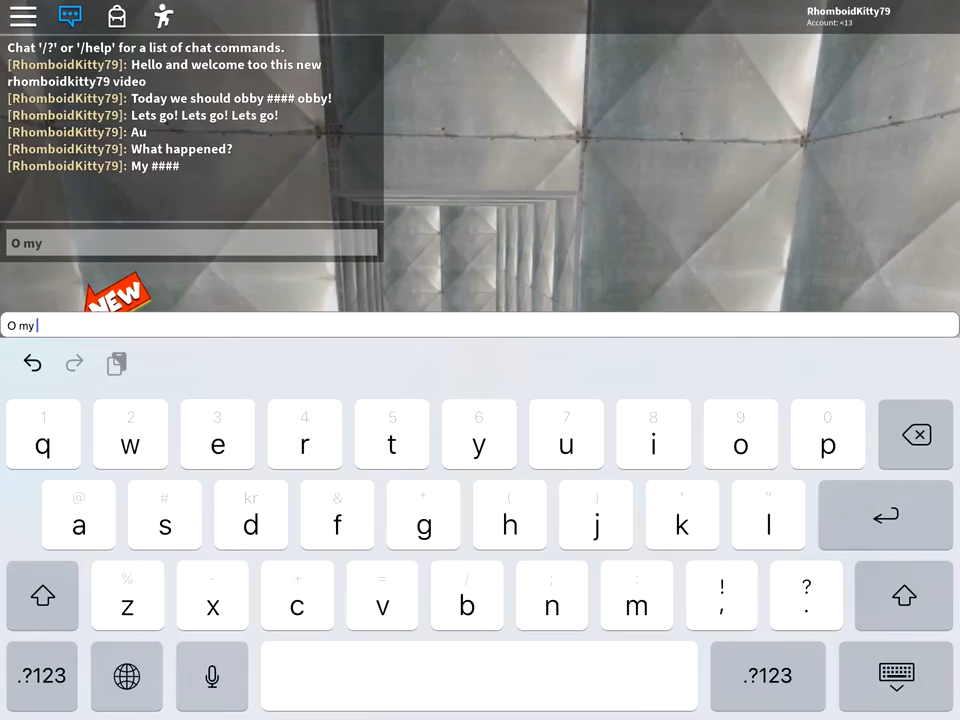 RhomboidKitty79
Account: <13
Chat '/?' or '/help' for a list of chat commands.
[RhomboidKitty79]: Hello and welcome too this new
rhomboidkitty79 video
[RhomboidKitty79]: Today we should obby #### obby!
[RhomboidKitty79]: Lets go! Lets go! Lets go!
[RhomboidKitty79]: Au
[RhomboidKitty79]: What happened?
[RhomboidKitty79]: My ####
O my
NEW
O my
1 2 3 4 5 6 7 8 9 0
q w e r t y u i o p
@ # kr & * ( ) ' "
a s d f g h j k l
% - + = / ; : ! ?
z x c v b n m , .
.?123 .?123